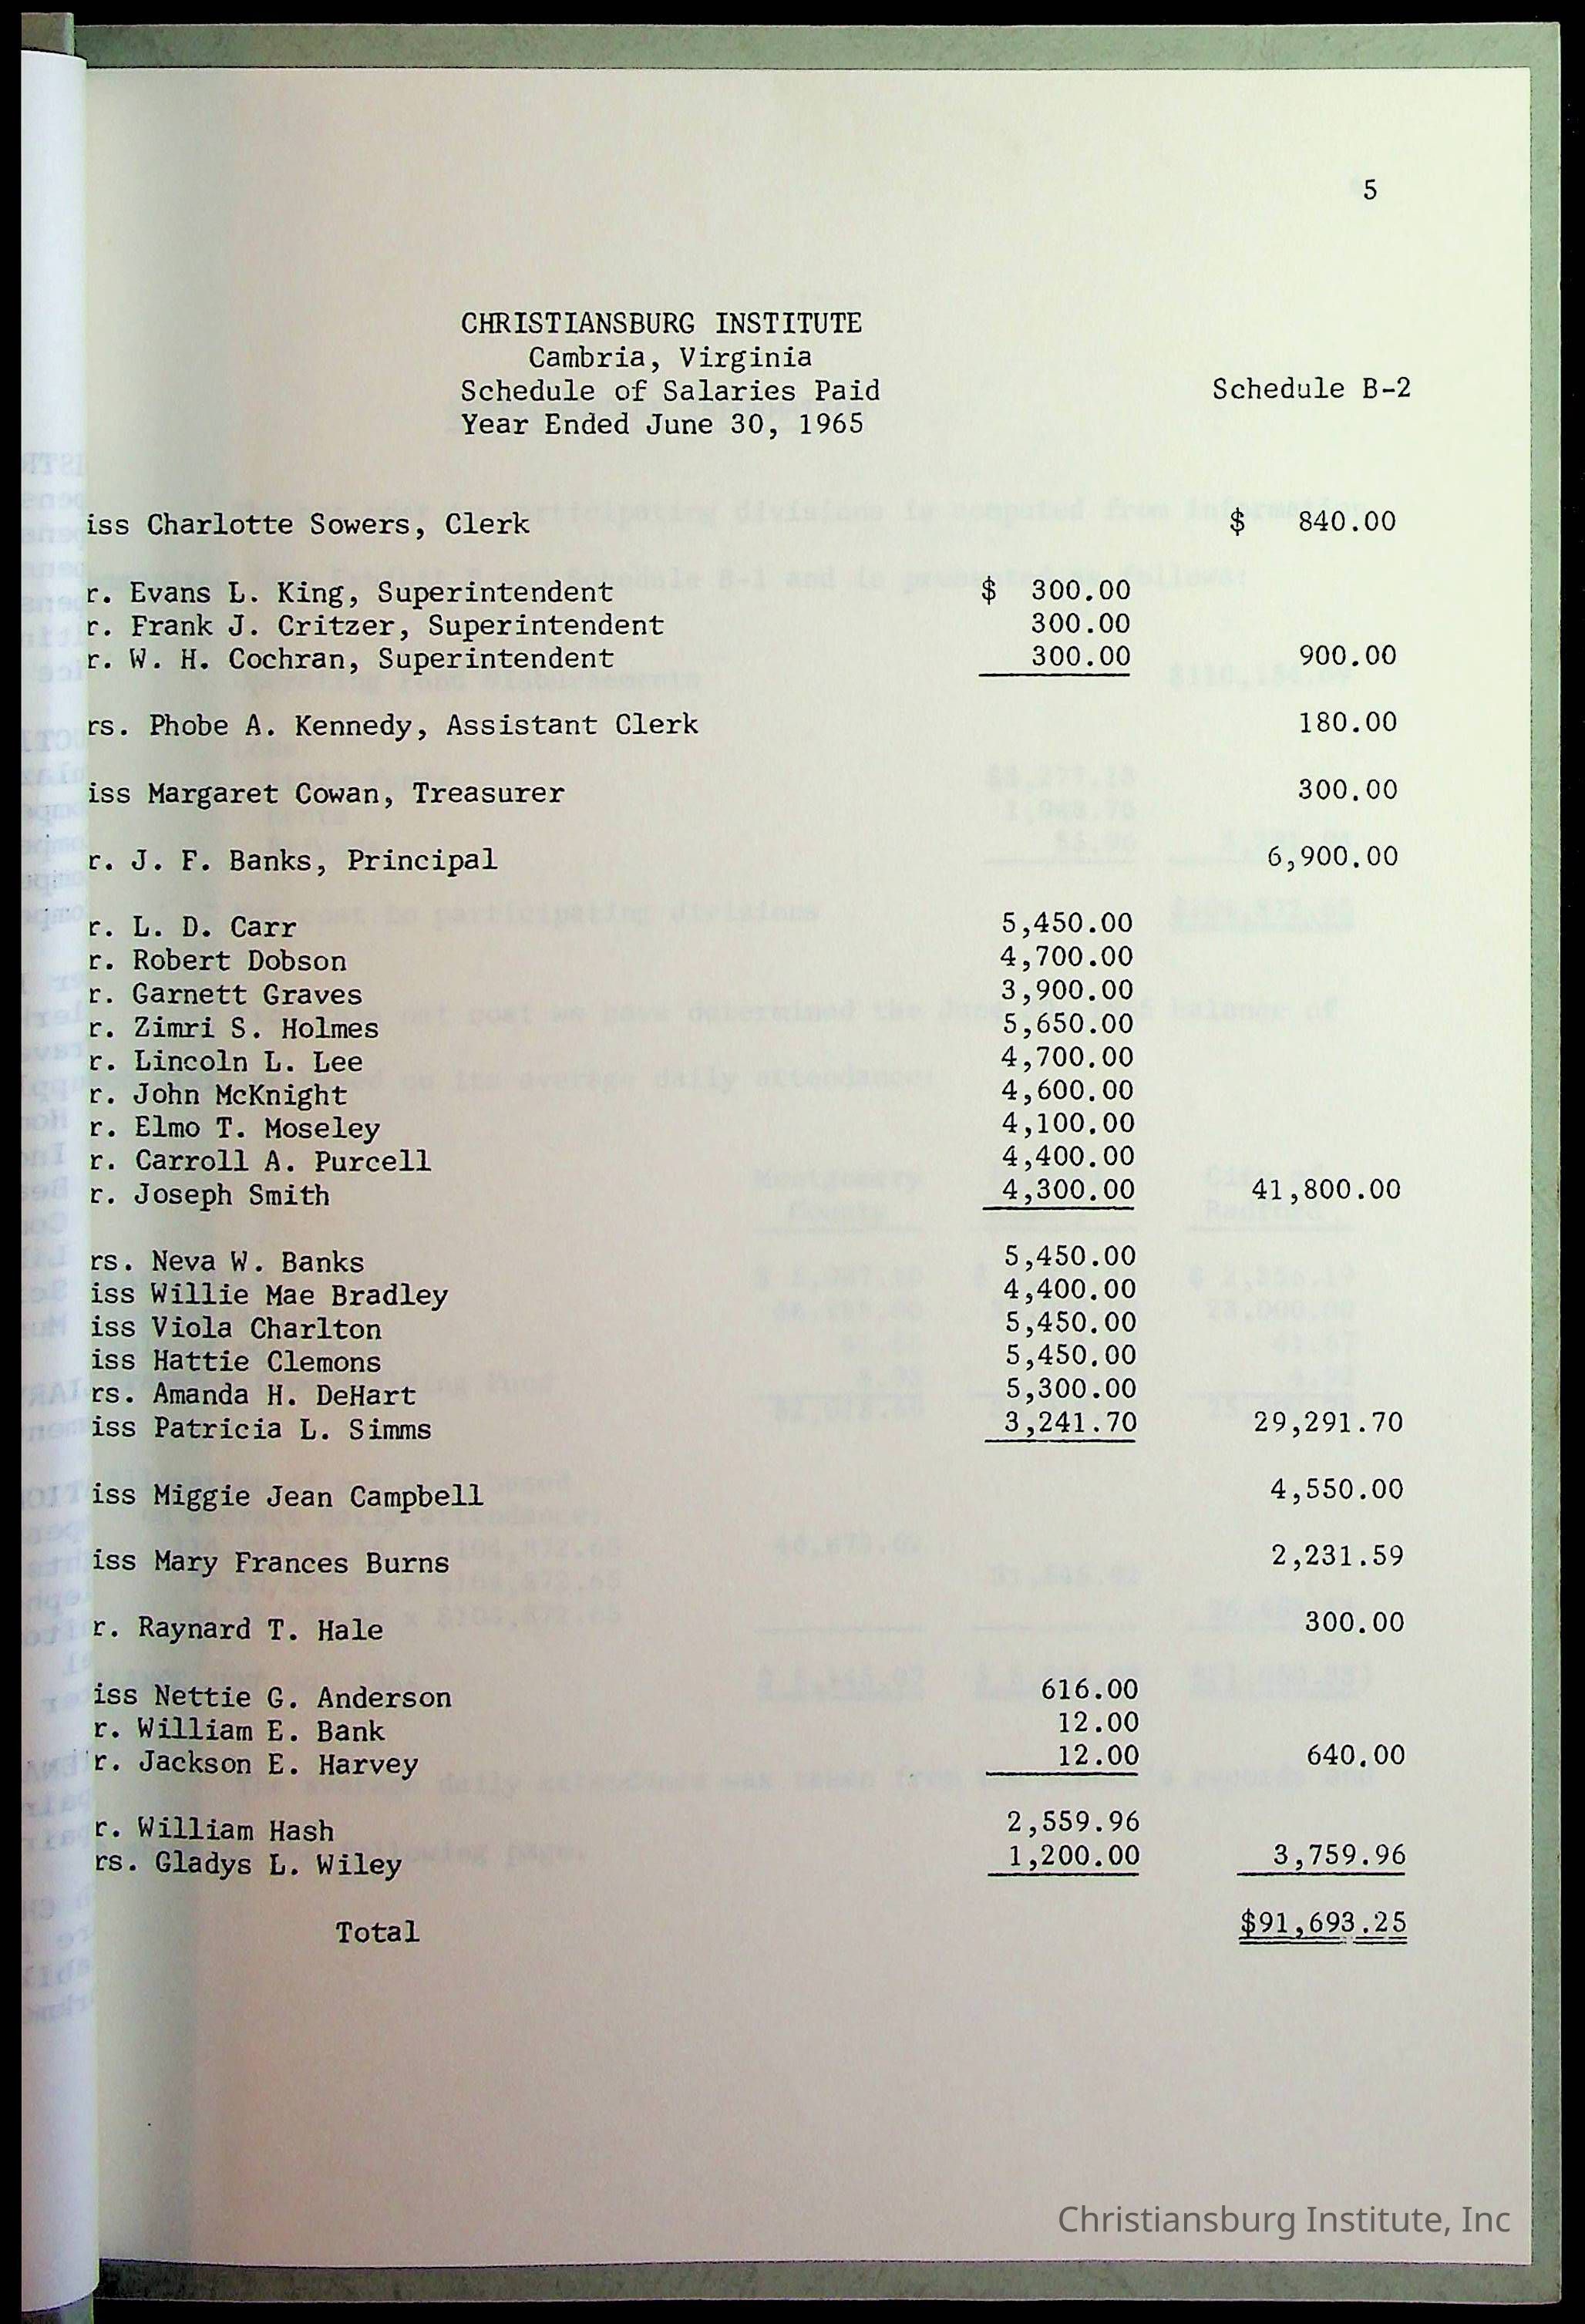 5
CHRISTIANSBURG INSTITUTE
Cambria, Virginia
Schedule of Salaries Paid Schedule B-2
Year Ended June 30, 1965
iss Charlotte Sowers, Clerk $ 840.00
r. Evans L. King, Superintendent $ 300.00
r. Frank J. Critzer, Superintendent 300.00
r. W. H. Cochran, Superintendent 300.00 900.00
rs. Phobe A. Kennedy, Assistant Clerk 180.00
iss Margaret Cowan, Treasurer 300.00
r. J. F. Banks, Principal 6,900.00
r. L. D. Carr 5,450.00
r. Robert Dobson 4,700.00
r. Garnett Graves 3,900.00
r. Zimri S. Holmes 5,650.00
r. Lincoln L. Lee 4,700.00
r. John McKnight 4,600.00
r. Elmo T. Moseley 4,100.00
r. Carroll A. Purcell 4,400.00
r. Joseph Smith 4,300.00 41,800.00
rs. Neva W. Banks 5,450.00
iss Willie Mae Bradley 4,400.00
iss Viola Charlton 5,450.00
iss Hattie Clemons 5,450.00
rs. Amanda H. DeHart 5,300.00
iss Patricia L. Simms 3,241.70 29,291.70
iss Miggie Jean Campbell 4,550.00
iss Mary Frances Burns 2,231.59
r. Raynard T. Hale 300.00
iss Nettie G. Anderson 616.00
r. William E. Bank 12.00
r. Jackson E. Harvey 12.00 640.00
r. William Hash 2,559.96
rs. Gladys L. Wiley 1,200.00 3,759.96
Total $91,693.25
Christiansburg Institute, Inc